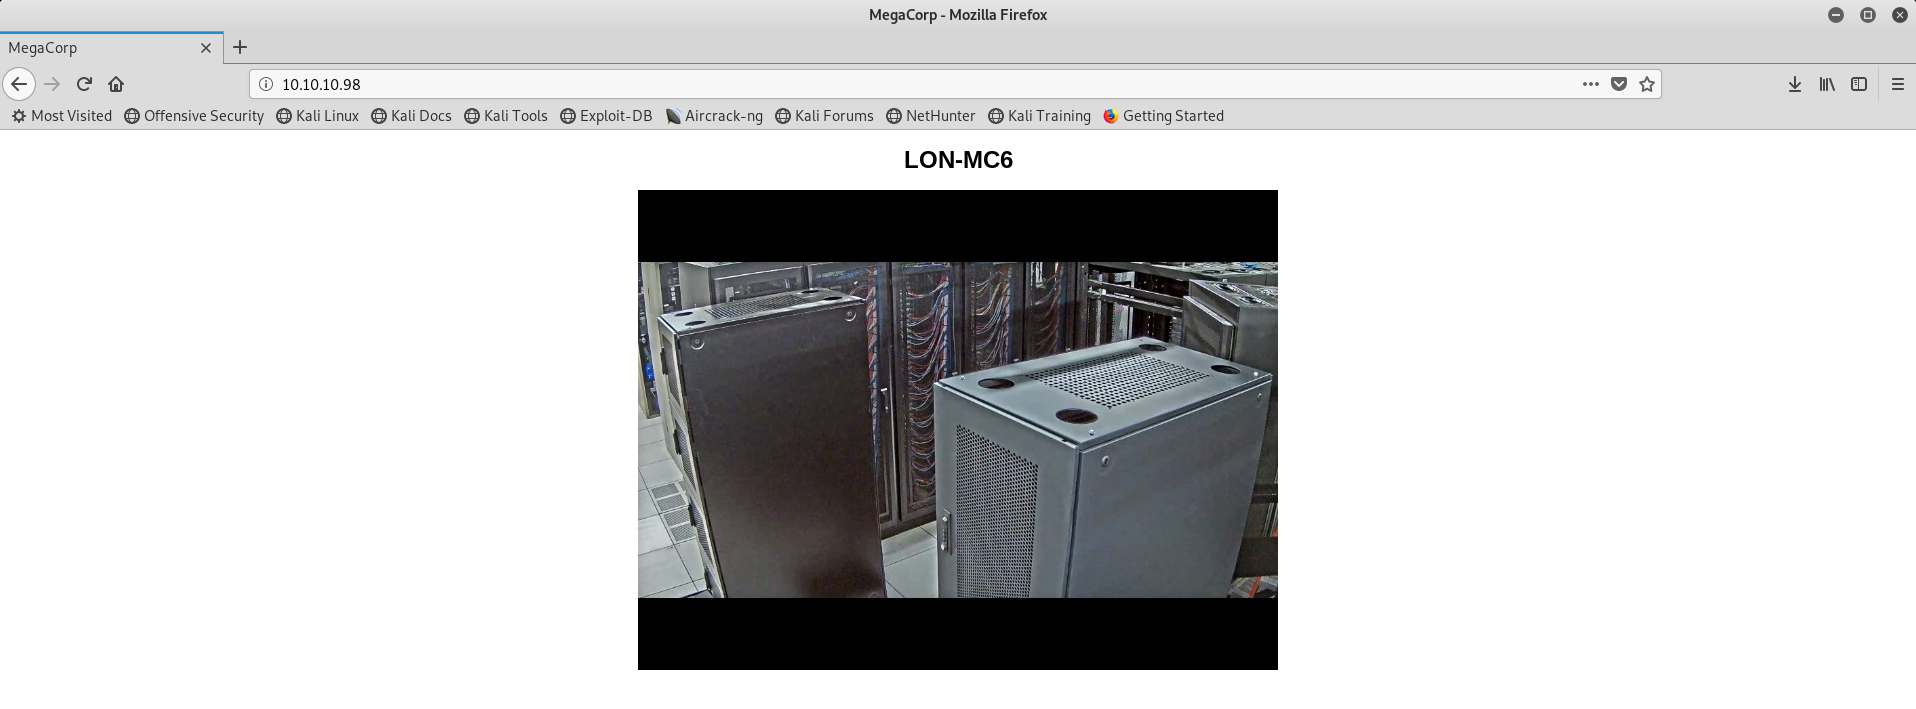 MegaCorp - Mozilla Firefox
MegaCorp
10.10.10.98
Most Visited Offensive Security Kali Linux Kali Docs Kali Tools Exploit-DB Aircrack-ng Kali Forums NetHunter Kali Training Getting Started
LON-MC6